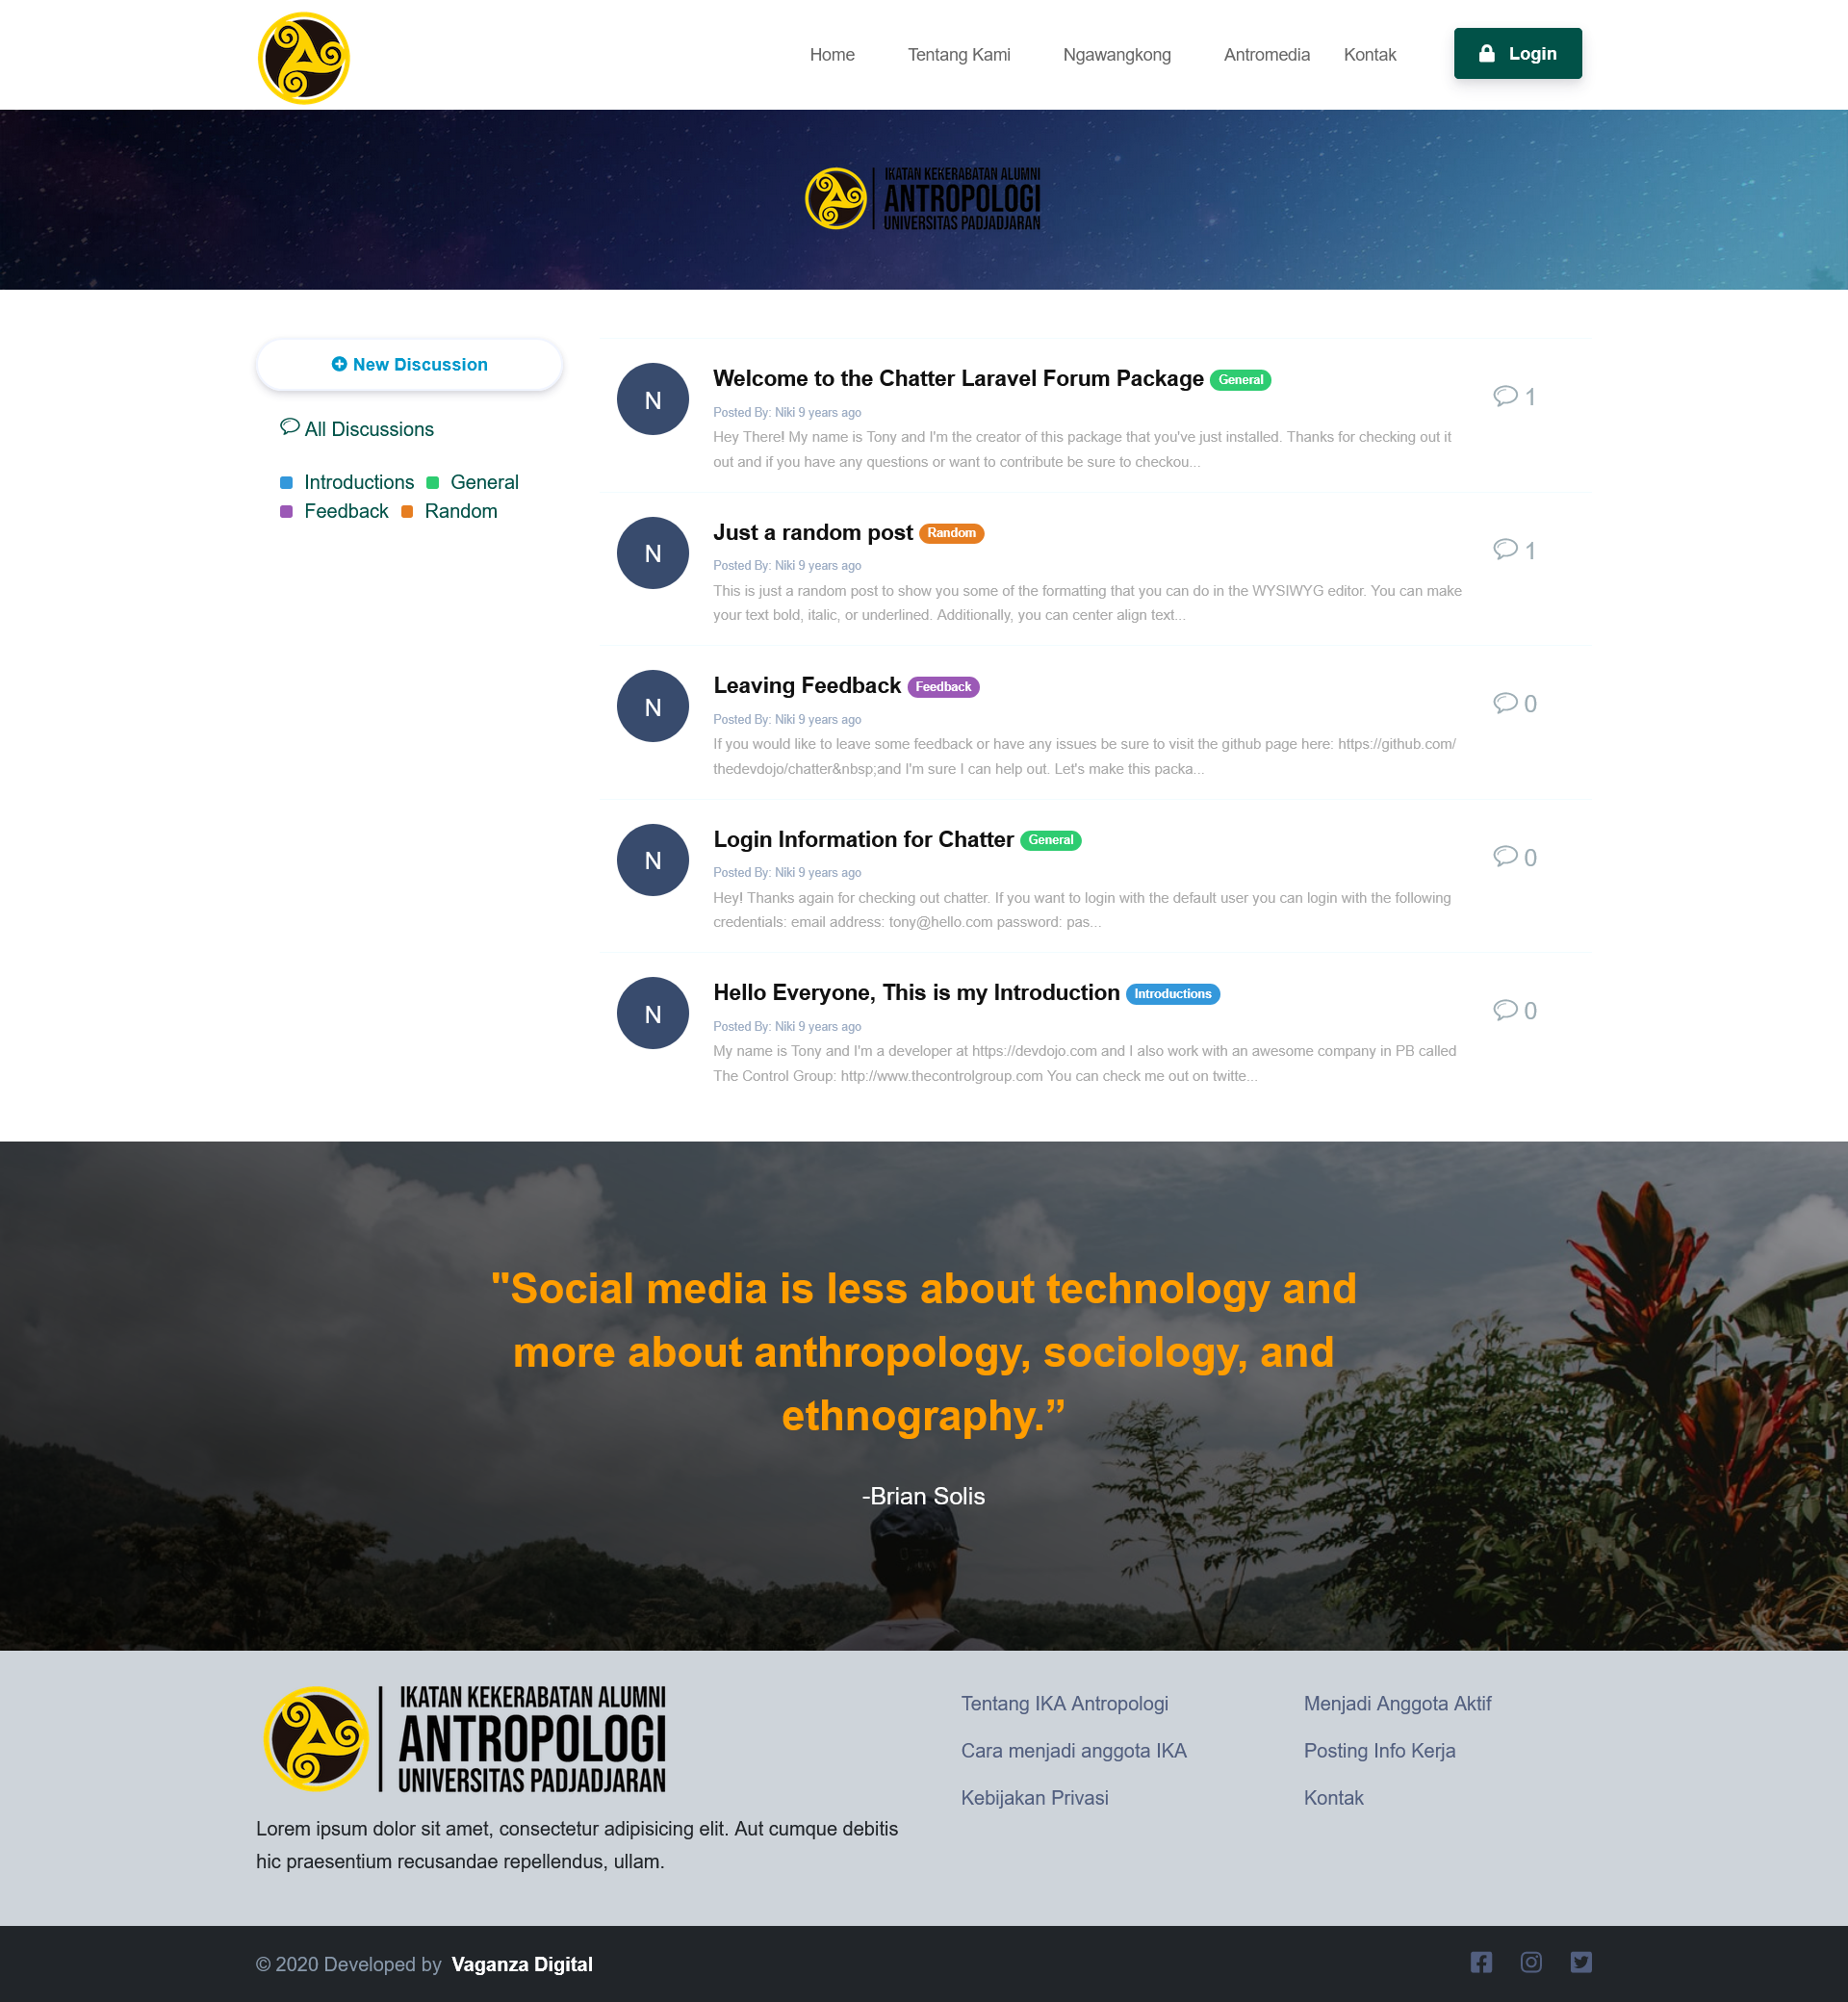 Home Tentang Kami Ngawangkong Antromedia Kontak Login
IKATAN KEKERABATAN ALUMNI
ANTROPOLOGI
UNIVERSITAS PADJADJARAN
New Discussion
All Discussions
Introductions General
Feedback Random
N
Welcome to the Chatter Laravel Forum Package General
1
Posted By: Niki 9 years ago
Hey There! My name is Tony and I'm the creator of this package that you've just installed. Thanks for checking out it
out and if you have any questions or want to contribute be sure to checkou...
N
Just a random post Random
1
Posted By: Niki 9 years ago
This is just a random post to show you some of the formatting that you can do in the WYSIWYG editor. You can make
your text bold, italic, or underlined. Additionally, you can center align text...
N
Leaving Feedback Feedback
0
Posted By: Niki 9 years ago
If you would like to leave some feedback or have any issues be sure to visit the github page here: https://github.com/
thedevdojo/chatter&nbsp;and I'm sure I can help out. Let's make this packa...
N
Login Information for Chatter General
0
Posted By: Niki 9 years ago
Hey! Thanks again for checking out chatter. If you want to login with the default user you can login with the following
credentials: email address: tony@hello.com password: pas...
N
Hello Everyone, This is my Introduction Introductions
0
Posted By: Niki 9 years ago
My name is Tony and I'm a developer at https://devdojo.com and I also work with an awesome company in PB called
The Control Group: http://www.thecontrolgroup.com You can check me out on twitte...
"Social media is less about technology and
more about anthropology, sociology, and
ethnography.”
-Brian Solis
IKATAN KEKERABATAN ALUMNI
ANTROPOLOGI
UNIVERSITAS PADJADJARAN
Lorem ipsum dolor sit amet, consectetur adipisicing elit. Aut cumque debitis
hic praesentium recusandae repellendus, ullam.
Tentang IKA Antropologi
Cara menjadi anggota IKA
Kebijakan Privasi
Menjadi Anggota Aktif
Posting Info Kerja
Kontak
© 2020 Developed by Vaganza Digital